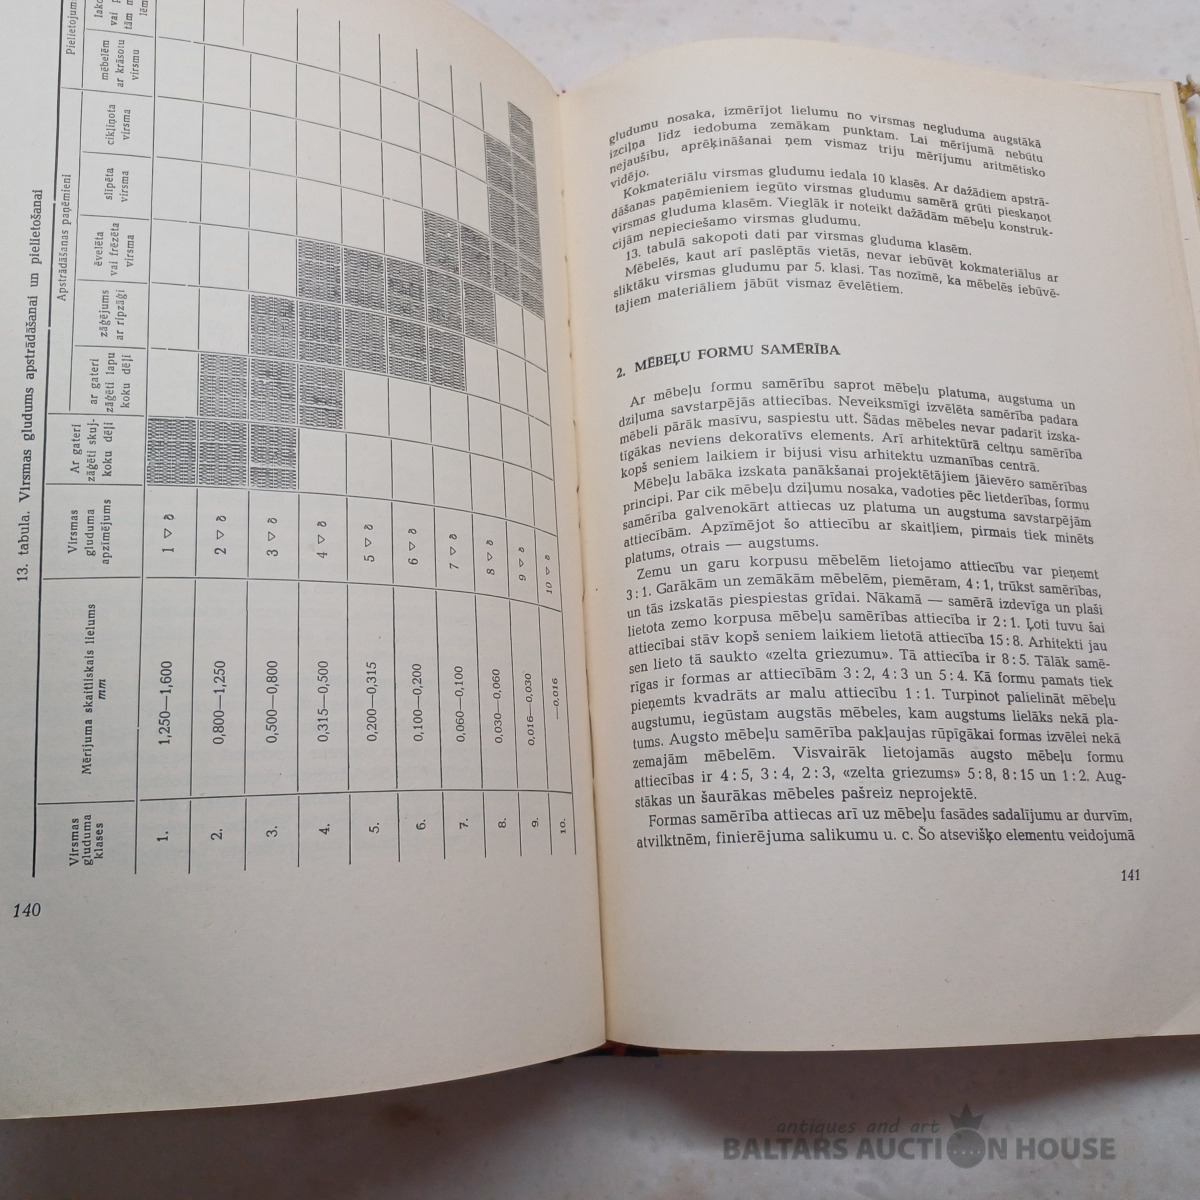 13. tabula. Virsmas gludums apstrādāšanai un pielietošanai
Virsmas gluduma klases
Mērījuma skaitliskais lielums mm
Virsmas gluduma apzīmējums
Apstrādāšanas paņēmieni
Ar gateri zāģēti skuj-koku dēļi
ar gateri zāģēti lapu koku dēļi
zāģējums ar ripzāģi
ēvelēta vai frēzēta virsma
slīpēta virsma
cikliņota virsma
mēbelēm ar krāsotu virsmu
1. 1,250—1,600 1 ▽ ∂
2. 0,800—1,250 2 ▽ ∂
3. 0,500—0,800 3 ▽ ∂
4. 0,315—0,500 4 ▽ ∂
5. 0,200—0,315 5 ▽ ∂
6. 0,100—0,200 6 ▽ ∂
7. 0,060—0,100 7 ▽ ∂
8. 0,030—0,060 8 ▽ ∂
9. 0,016—0,030 9 ▽ ∂
10. —0,016 10 ▽ ∂
140
gludumu nosaka, izmērījot lielumu no virsmas negluduma augstākā
izciļņa līdz iedobuma zemākam punktam. Lai mērījumā nebūtu
nejaušību, aprēķināšanai ņem vismaz triju mērījumu aritmētisko
vidējo.
Kokmateriālu virsmas gludumu iedala 10 klasēs. Ar dažādiem apstrā-
dāšanas paņēmieniem iegūto virsmas gludumu samērā grūti pieskaņot
virsmas gluduma klasēm. Vieglāk ir noteikt dažādām mēbeļu konstruk-
cijām nepieciešamo virsmas gludumu.
13. tabulā sakopoti dati par virsmas gluduma klasēm.
Mēbelēs, kaut arī paslēptās vietās, nevar iebūvēt kokmateriālus ar
sliktāku virsmas gludumu par 5. klasi. Tas nozīmē, ka mēbelēs iebūvē-
tajiem materiāliem jābūt vismaz ēvelētiem.
2. MĒBEĻU FORMU SAMĒRĪBA
Ar mēbeļu formu samērību saprot mēbeļu platuma, augstuma un
dziļuma savstarpējās attiecības. Neveiksmīgi izvēlēta samērība padara
mēbeli pārāk masīvu, saspiestu utt. Šādas mēbeles nevar padarīt izska-
tīgākas neviens dekoratīvs elements. Arī arhitektūrā celtņu samērība
kopš seniem laikiem ir bijusi visu arhitektu uzmanības centrā.
Mēbeļu labāka izskata panākšanai projektētājiem jāievēro samērības
principi. Par cik mēbeļu dziļumu nosaka, vadoties pēc lietderības, formu
samērība galvenokārt attiecas uz platuma un augstuma savstarpējām
attiecībām. Apzīmējot šo attiecību ar skaitļiem, pirmais tiek minēts
platums, otrais — augstums.
Zemu un garu korpusu mēbelēm lietojamo attiecību var pieņemt
3 : 1. Garākām un zemākām mēbelēm, piemēram, 4 : 1, trūkst samērības,
un tās izskatās piespiestas grīdai. Nākamā — samērā izdevīga un plaši
lietota zemo korpusa mēbeļu samērības attiecība ir 2 : 1. Ļoti tuvu šai
attiecībai stāv kopš seniem laikiem lietotā attiecība 15 : 8. Arhitekti jau
sen lieto tā saukto «zelta griezumu». Tā attiecība ir 8 : 5. Tālāk samē-
rīgas ir formas ar attiecībām 3 : 2, 4 : 3 un 5 : 4. Kā formu pamats tiek
pieņemts kvadrāts ar malu attiecību 1 : 1. Turpinot palielināt mēbeļu
augstumu, iegūstam augstās mēbeles, kam augstums lielāks nekā pla-
tums. Augsto mēbeļu samērība pakļaujas rūpīgākai formas izvēlei nekā
zemajām mēbelēm. Visvairāk lietojamās augsto mēbeļu formu
attiecības ir 4 : 5, 3 : 4, 2 : 3, «zelta griezums» 5 : 8, 8 : 15 un 1 : 2. Aug-
stākas un šaurākas mēbeles pašreiz neprojektē.
Formas samērība attiecas arī uz mēbeļu fasādes sadalījumu ar durvīm,
atvilktnēm, finierējuma salikumu u. c. Šo atsevišķo elementu veidojumā
141
antiques and art
BALTARS AUCTION HOUSE